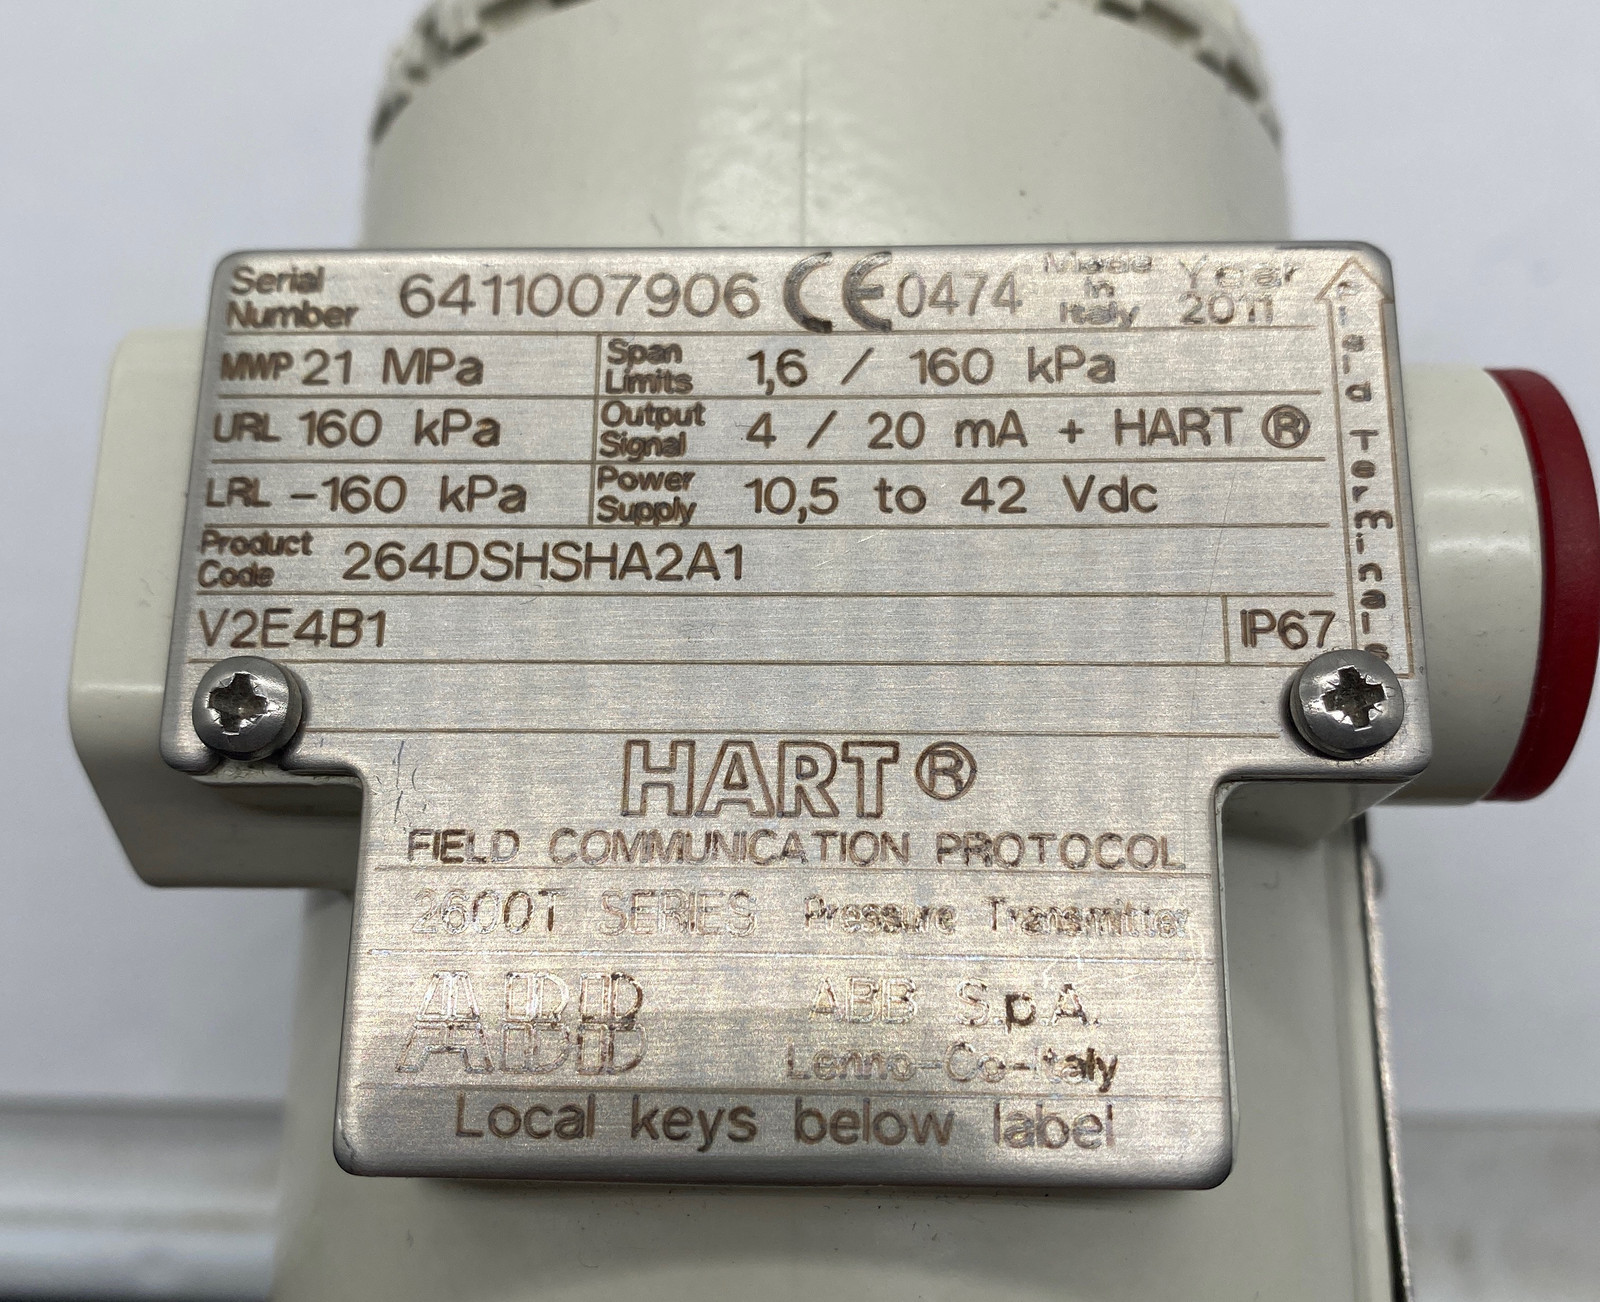 Serial Number 6411007906 CE 0474 Made in Italy Year 2011
MWP 21 MPa Span Limits 1,6 / 160 kPa
URL 160 kPa Output Signal 4 / 20 mA + HART ®
LRL -160 kPa Power Supply 10,5 to 42 Vdc
Product Code 264DSHSHA2A1
V2E4B1 IP67
Field Terminals
HART ®
FIELD COMMUNICATION PROTOCOL
2600T SERIES Pressure Transmitter
ABB ABB S.p.A.
Lenno-Co-Italy
Local keys below label